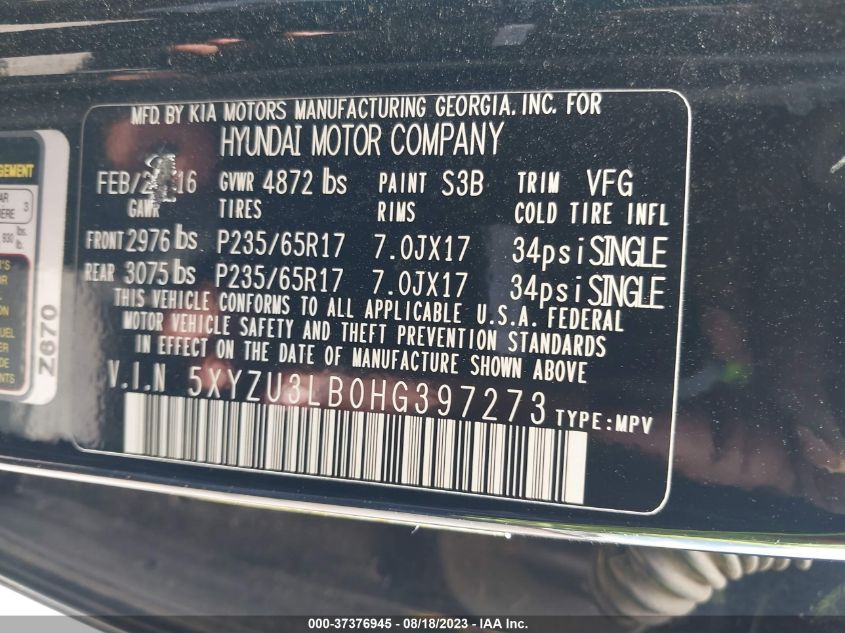 MFD. BY KIA MOTORS MANUFACTURING GEORGIA, INC. FOR
HYUNDAI MOTOR COMPANY
FEB/ 16 GVWR 4872 lbs PAINT S3B TRIM VFG
GAWR TIRES RIMS COLD TIRE INFL
FRONT 2976 lbs P235/65R17 7.0JX17 34psi SINGLE
REAR 3075 lbs P235/65R17 7.0JX17 34psi SINGLE
THIS VEHICLE CONFORMS TO ALL APPLICABLE U.S.A. FEDERAL
MOTOR VEHICLE SAFETY AND THEFT PREVENTION STANDARDS
IN EFFECT ON THE DATE OF MANUFACTURE SHOWN ABOVE
V.I.N 5XYZU3LB0HG397273 TYPE:MPV
Z670
000-37376945 - 08/18/2023 - IAA Inc.